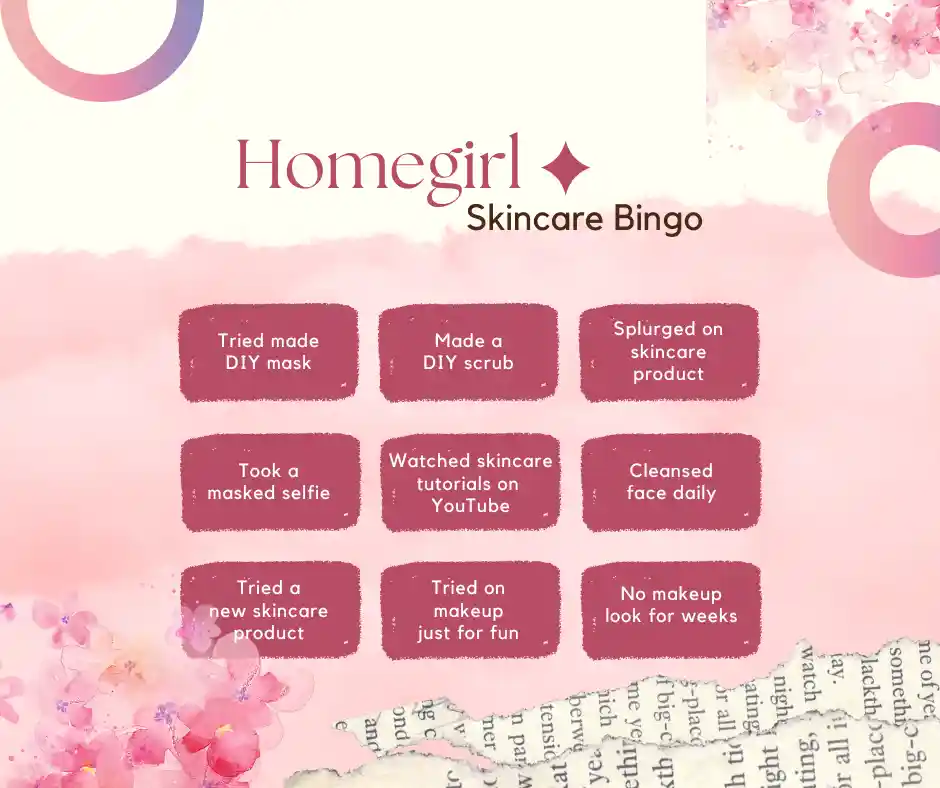 Homegirl
Skincare Bingo
Tried made
DIY mask
Made a
DIY scrub
Splurged on
skincare
product
Took a
masked selfie
Watched skincare
tutorials on
YouTube
Cleansed
face daily
Tried a
new skincare
product
Tried on
makeup
just for fun
No makeup
look for weeks